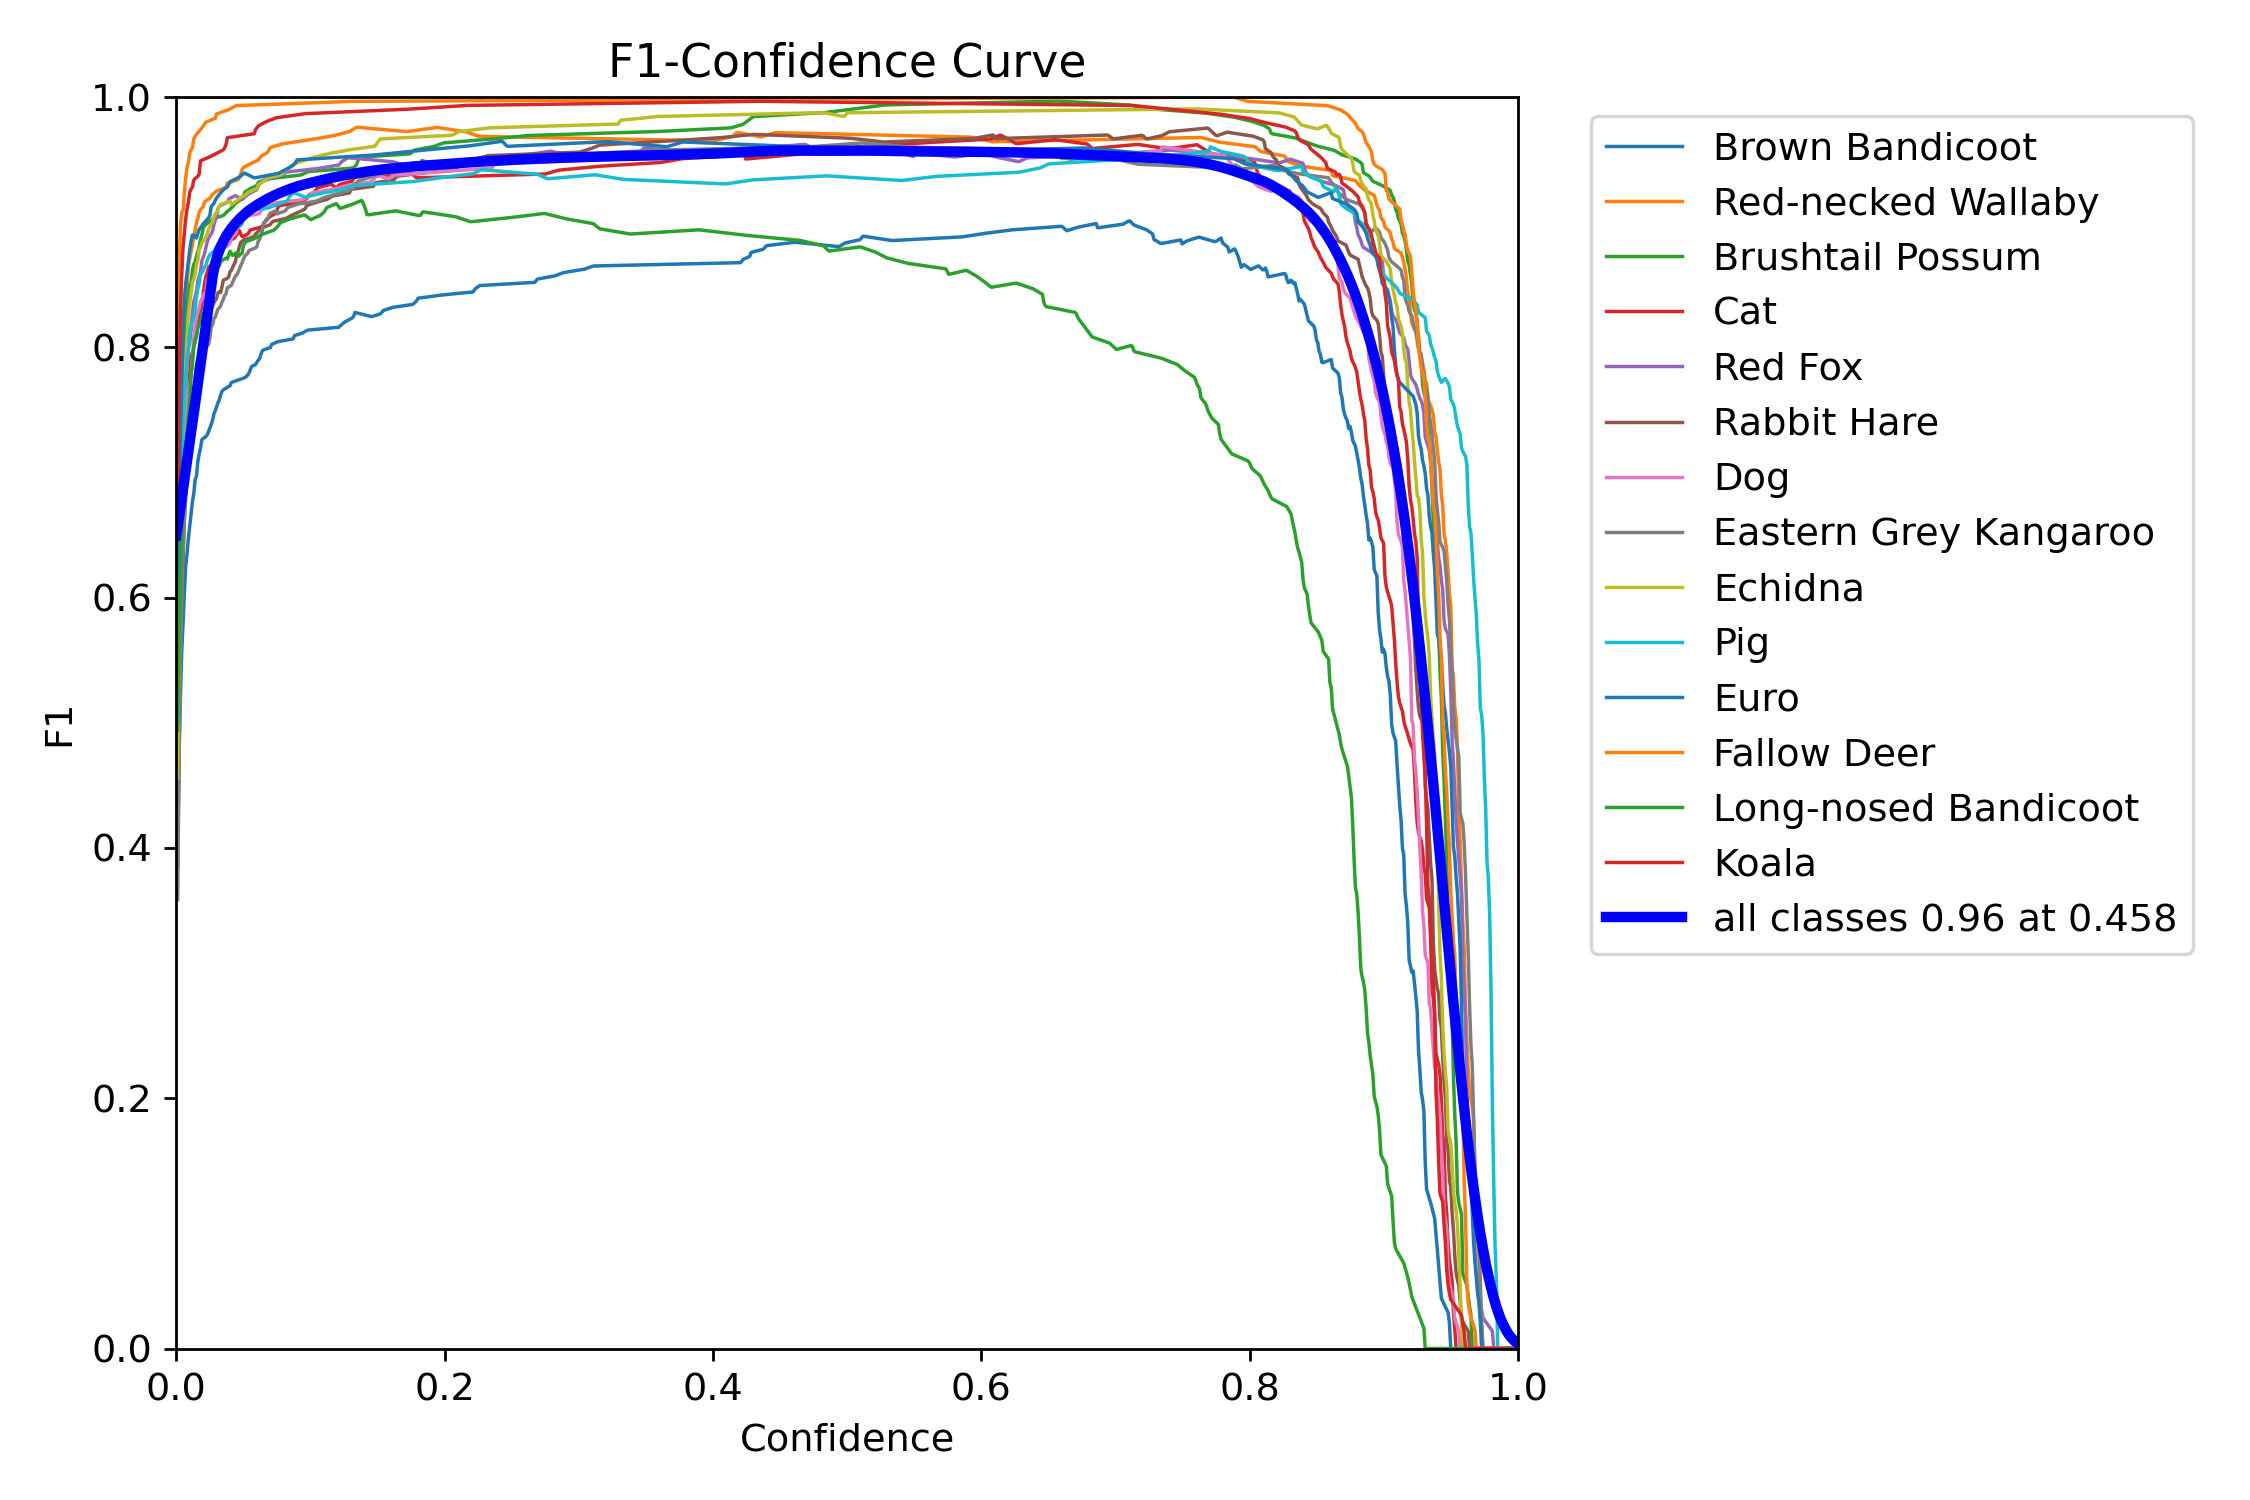 F1-Confidence Curve
1.0
0.8
0.6
0.4
0.2
0.0
F1
0.0 0.2 0.4 0.6 0.8 1.0
Confidence
Brown Bandicoot
Red-necked Wallaby
Brushtail Possum
Cat
Red Fox
Rabbit Hare
Dog
Eastern Grey Kangaroo
Echidna
Pig
Euro
Fallow Deer
Long-nosed Bandicoot
Koala
all classes 0.96 at 0.458